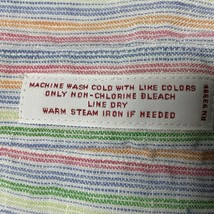 MACHINE WASH COLD WITH LIKE COLORS
ONLY NON-CHLORINE BLEACH
LINE DRY
WARM STEAM IRON IF NEEDED